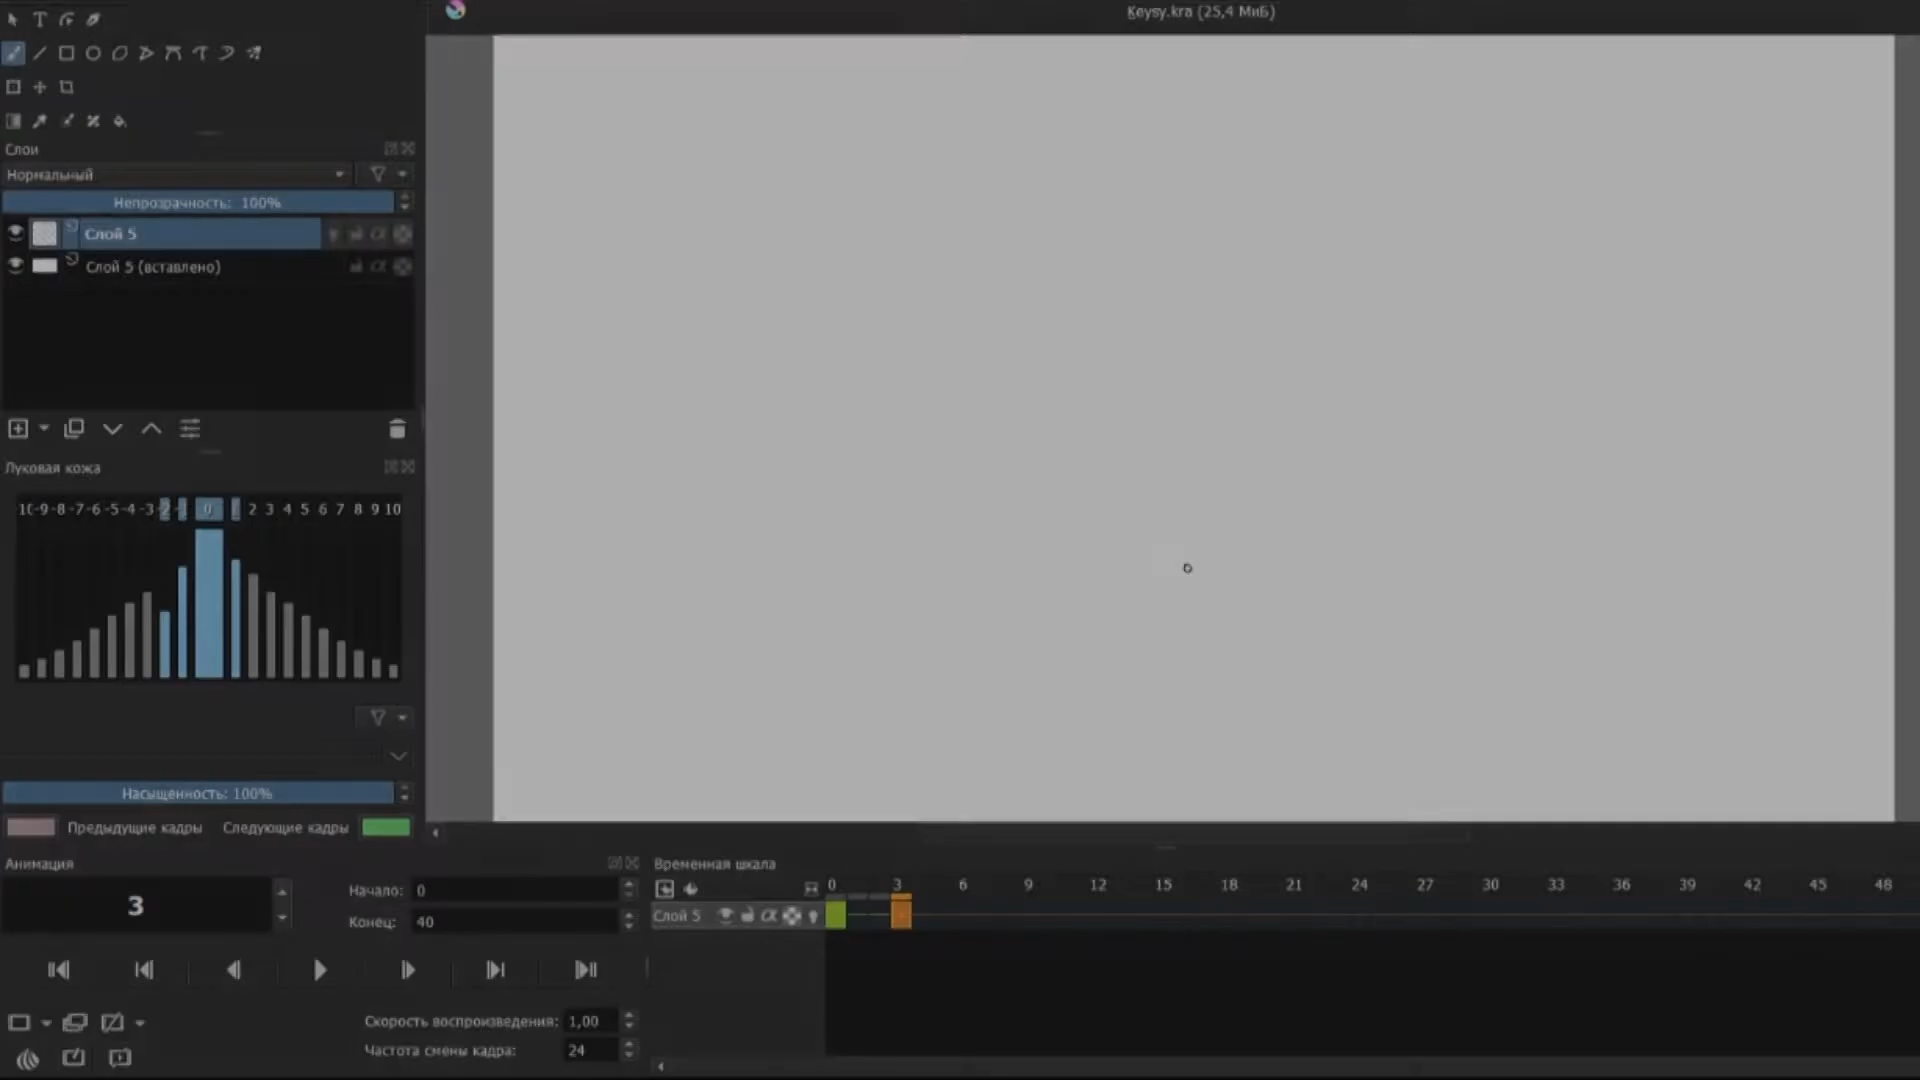 Keysy.kra (25,4 МиБ)
Слои
Нормальный
Непрозрачность: 100%
Слой 5
Слой 5 (вставлено)
Луковая кожа
-9 -8 -7 -6 -5 -4 -3 -2 -1 0 1 2 3 4 5 6 7 8 9 10
Насыщенность: 100%
Предыдущие кадры Следующие кадры
Анимация
3
Начало: 0
Конец: 40
Скорость воспроизведения: 1,00
Частота смены кадра: 24
Временная шкала
0 3 6 9 12 15 18 21 24 27 30 33 36 39 42 45 48
Слой 5